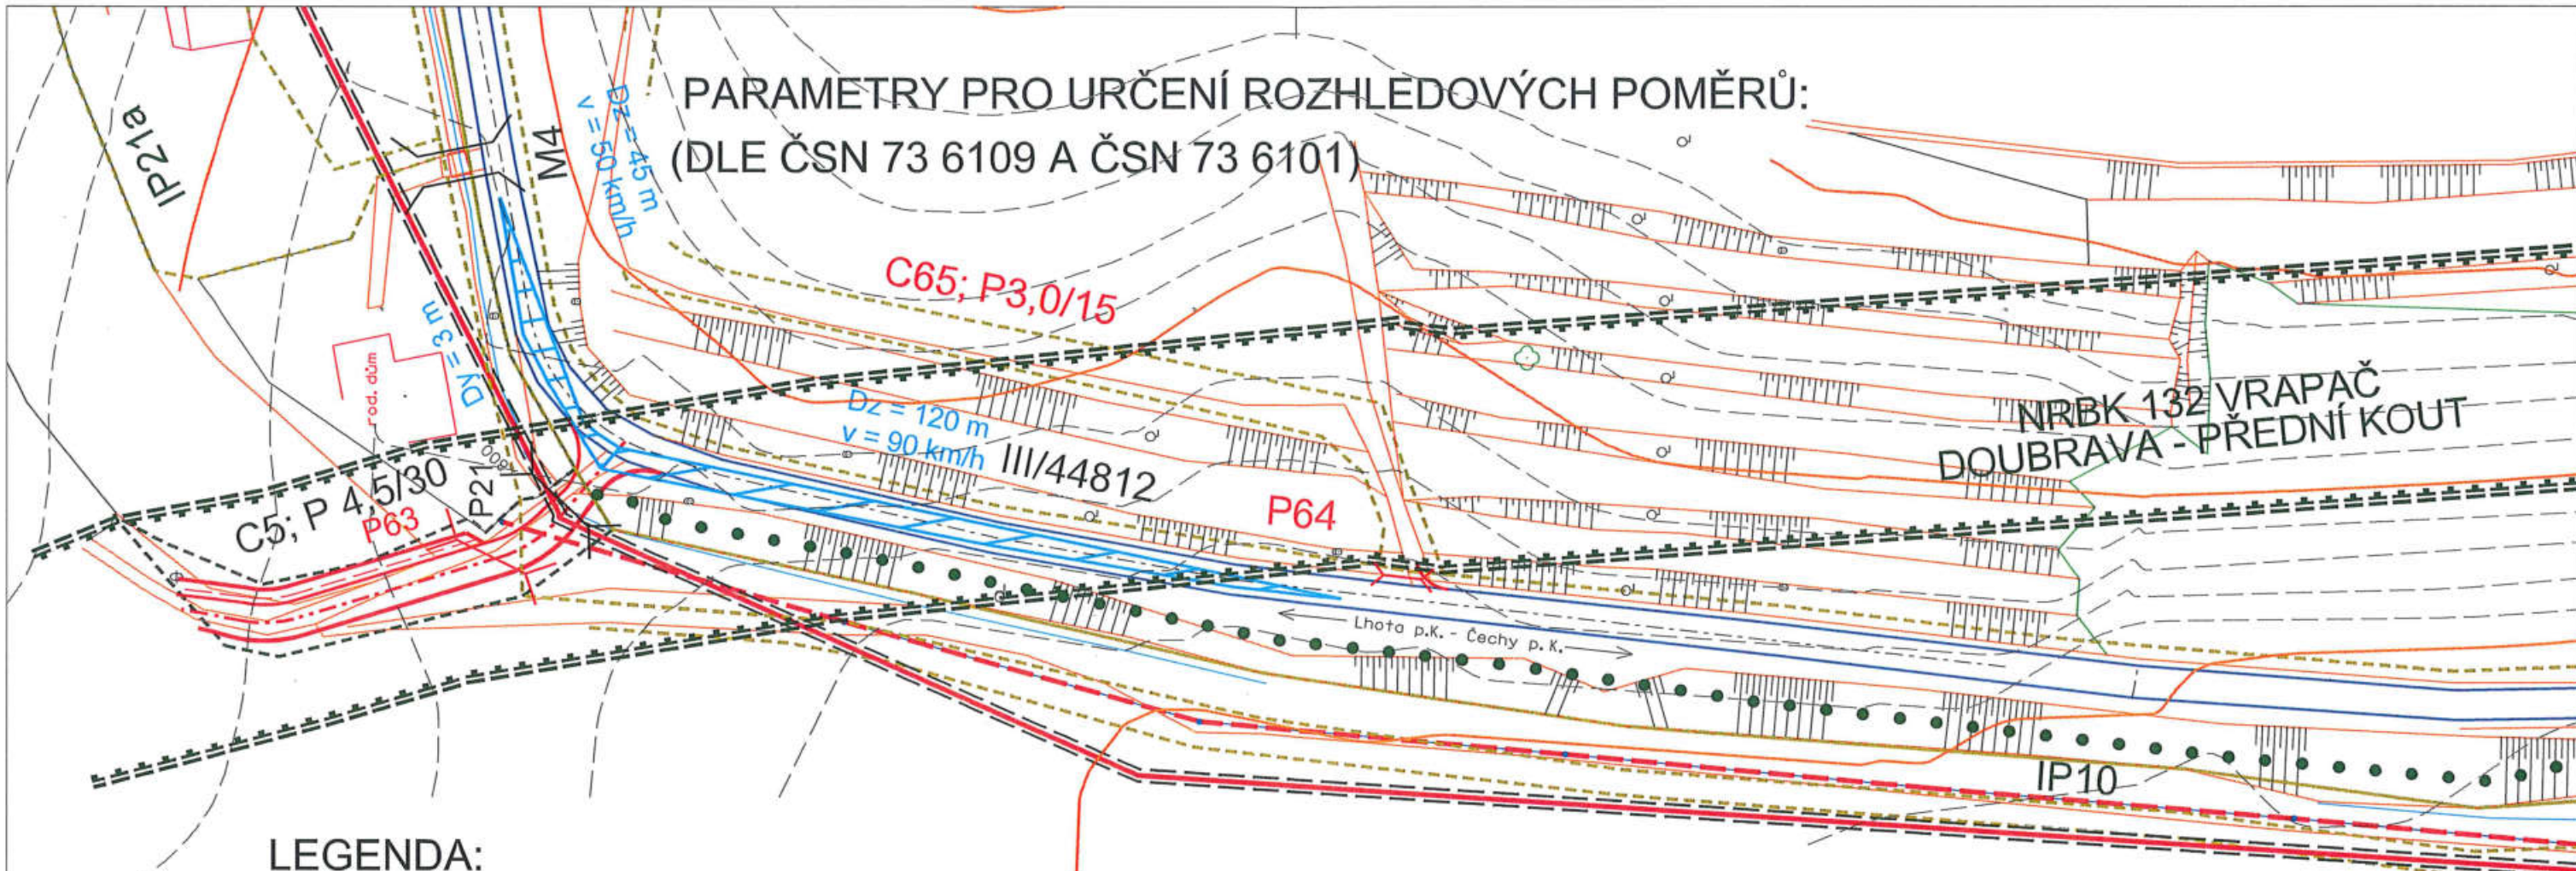 PARAMETRY PRO URČENÍ ROZHLEDOVÝCH POMĚRŮ:
(DLE ČSN 73 6109 A ČSN 73 6101)
IP21a
M4
Dz = 45 m
v = 50 km/h
C65; P3,0/15
Dy = 3 m
rod. dům
Dz = 120 m
v = 90 km/h
III/44812
NRBK 132 VRAPAČ
DOUBRAVA - PŘEDNÍ KOUT
C5; P 4,5/30
P63
P21
600
P64
Lhota p.K. - Čechy p. K.
IP10
LEGENDA: